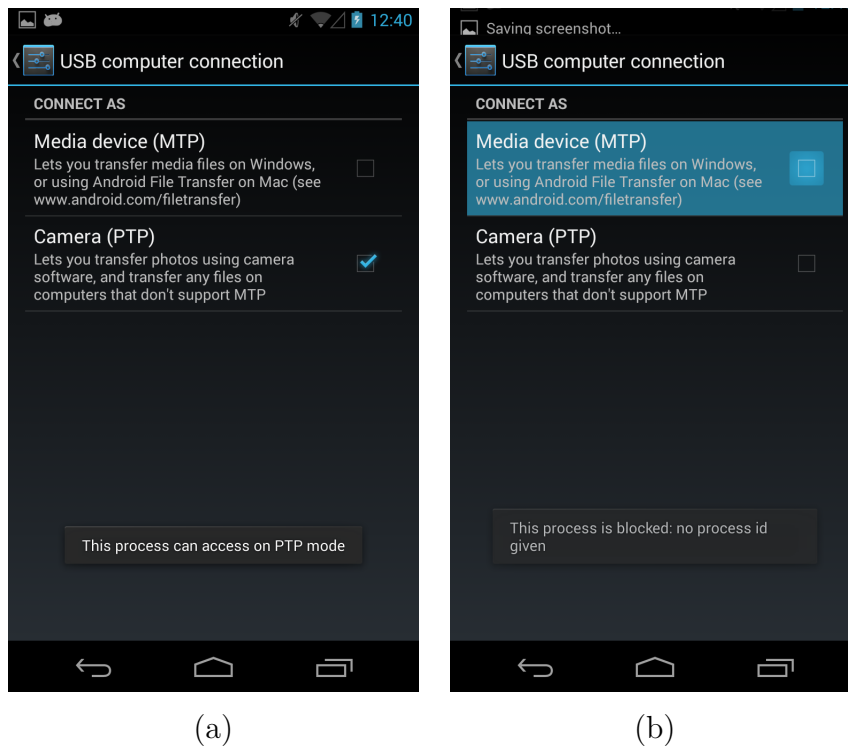 12:40
USB computer connection
CONNECT AS
Media device (MTP)
Lets you transfer media files on Windows,
or using Android File Transfer on Mac (see
www.android.com/filetransfer)
Camera (PTP)
Lets you transfer photos using camera
software, and transfer any files on
computers that don't support MTP
This process can access on PTP mode
(a)
Saving screenshot...
USB computer connection
CONNECT AS
Media device (MTP)
Lets you transfer media files on Windows,
or using Android File Transfer on Mac (see
www.android.com/filetransfer)
Camera (PTP)
Lets you transfer photos using camera
software, and transfer any files on
computers that don't support MTP
This process is blocked: no process id
given
(b)